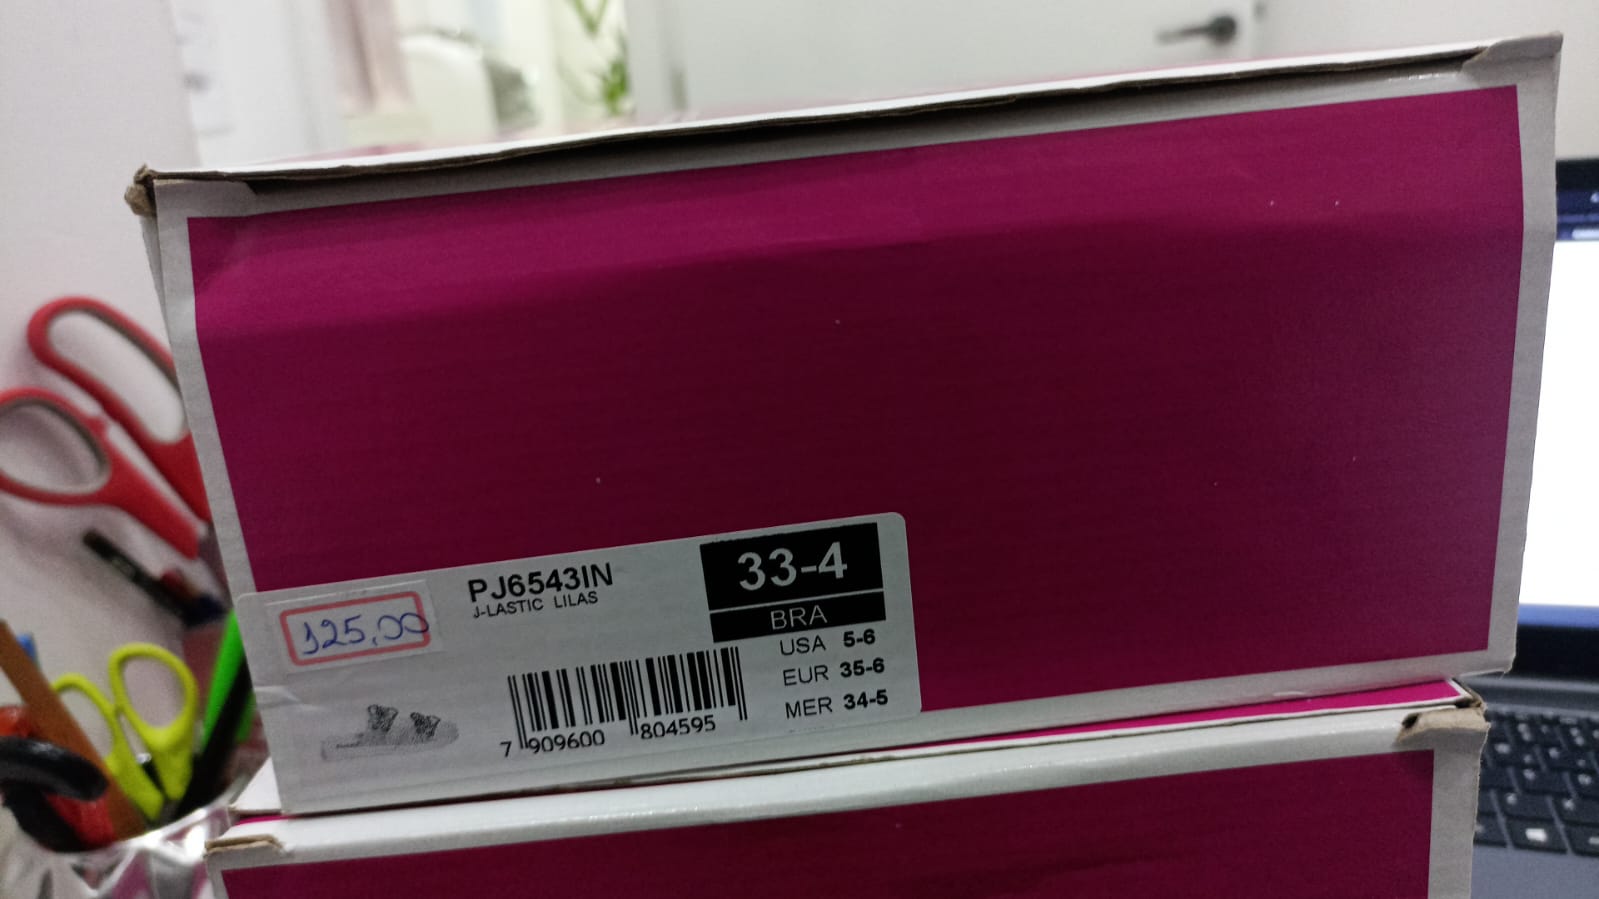 125,00
PJ6543IN
J-LASTIC LILAS
33-4
BRA
USA 5-6
EUR 35-6
MER 34-5
7 909600 804595